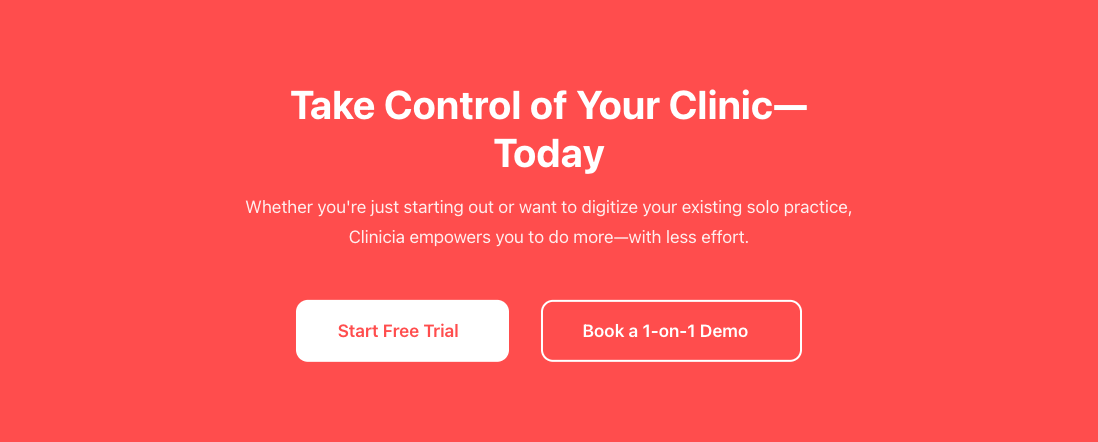 Take Control of Your Clinic—
Today
Whether you're just starting out or want to digitize your existing solo practice,
Clinicia empowers you to do more—with less effort.
Start Free Trial
Book a 1-on-1 Demo